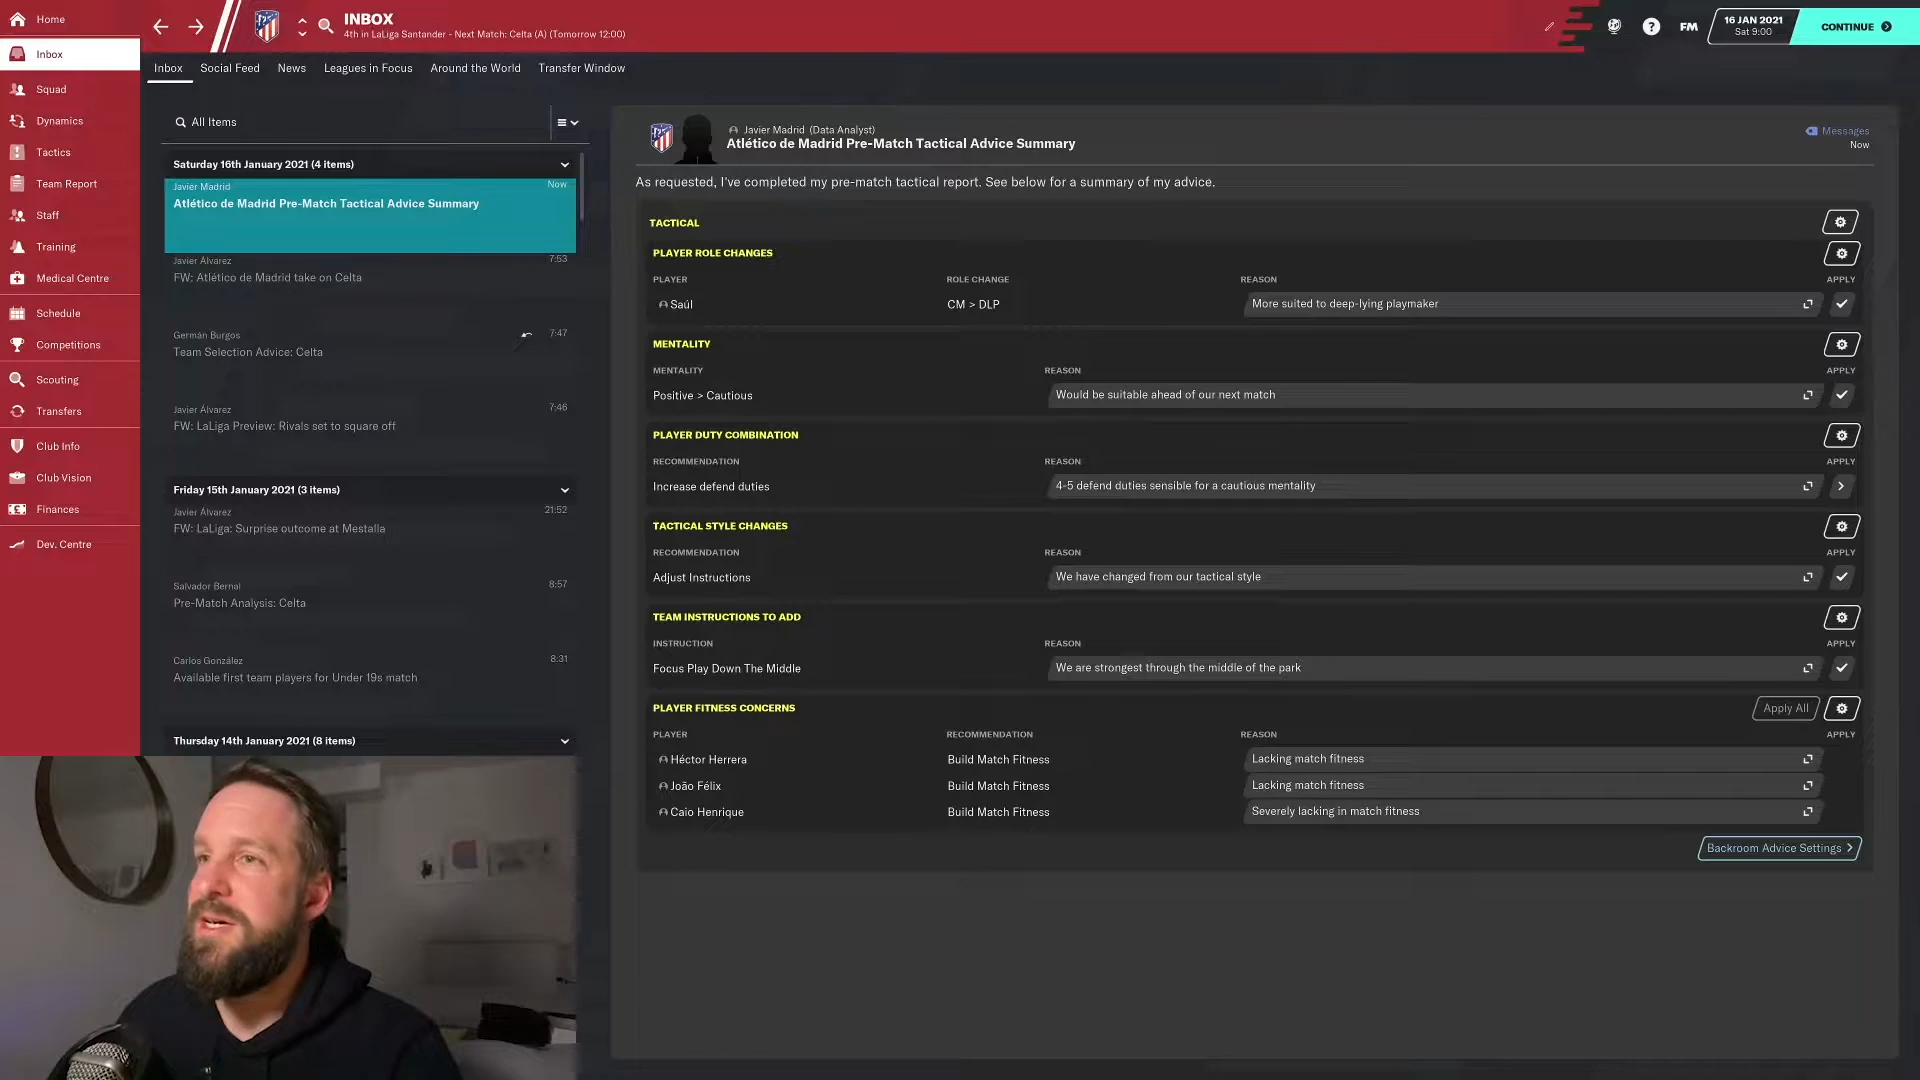 Home
Inbox
Squad
Dynamics
Tactics
Team Report
Staff
Training
Medical Centre
Schedule
Competitions
Scouting
Transfers
Club Info
Club Vision
Finances
Dev. Centre
INBOX
4th in LaLiga Santander - Next Match: Celta (A) (Tomorrow 12:00)
?
FM
16 JAN 2021
Sat 9:00
CONTINUE
Inbox Social Feed News Leagues in Focus Around the World Transfer Window
All Items
Saturday 16th January 2021 (4 items)
Javier Madrid Now
Atlético de Madrid Pre-Match Tactical Advice Summary
Javier Álvarez 7:53
FW: Atlético de Madrid take on Celta
Germán Burgos 7:47
Team Selection Advice: Celta
Javier Álvarez 7:46
FW: LaLiga Preview: Rivals set to square off
Friday 15th January 2021 (3 items)
Javier Álvarez 21:52
FW: LaLiga: Surprise outcome at Mestalla
Salvador Bernal 8:57
Pre-Match Analysis: Celta
Carlos González 8:31
Available first team players for Under 19s match
Thursday 14th January 2021 (8 items)
Javier Madrid (Data Analyst)
Atlético de Madrid Pre-Match Tactical Advice Summary
Messages
Now
As requested, I've completed my pre-match tactical report. See below for a summary of my advice.
TACTICAL
PLAYER ROLE CHANGES
PLAYER ROLE CHANGE REASON APPLY
Saúl CM > DLP More suited to deep-lying playmaker
MENTALITY
MENTALITY REASON APPLY
Positive > Cautious Would be suitable ahead of our next match
PLAYER DUTY COMBINATION
RECOMMENDATION REASON APPLY
Increase defend duties 4-5 defend duties sensible for a cautious mentality
TACTICAL STYLE CHANGES
RECOMMENDATION REASON APPLY
Adjust Instructions We have changed from our tactical style
TEAM INSTRUCTIONS TO ADD
INSTRUCTION REASON APPLY
Focus Play Down The Middle We are strongest through the middle of the park
PLAYER FITNESS CONCERNS Apply All
PLAYER RECOMMENDATION REASON APPLY
Héctor Herrera Build Match Fitness Lacking match fitness
João Félix Build Match Fitness Lacking match fitness
Caio Henrique Build Match Fitness Severely lacking in match fitness
Backroom Advice Settings